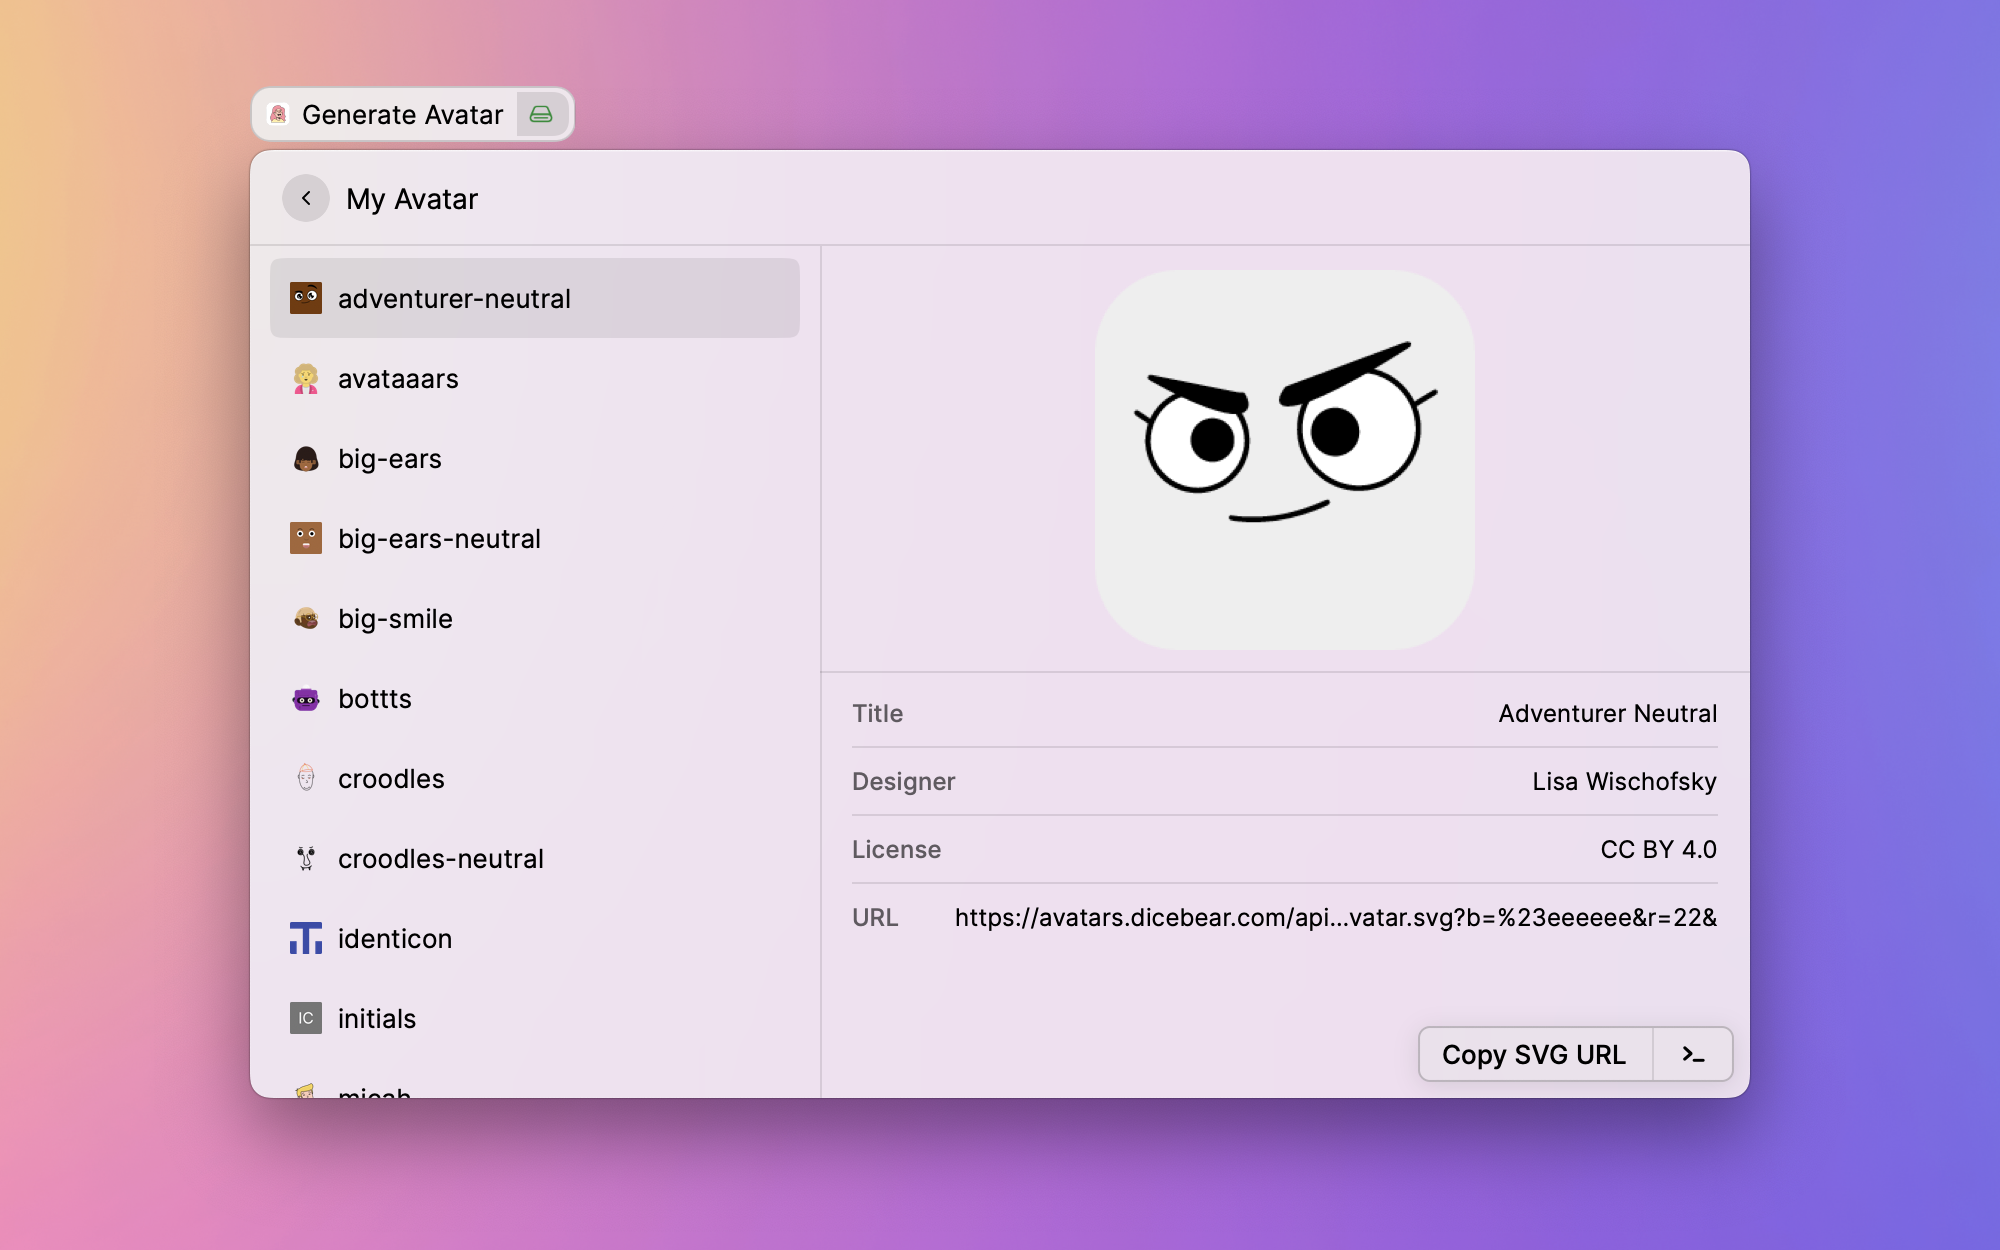 Generate Avatar
My Avatar
adventurer-neutral
avataaars
big-ears
big-ears-neutral
big-smile
bottts
croodles
croodles-neutral
identicon
IC
initials
micah
Title
Adventurer Neutral
Designer
Lisa Wischofsky
License
CC BY 4.0
URL
https://avatars.dicebear.com/api...vatar.svg?b=%23eeeeee&r=22&
Copy SVG URL